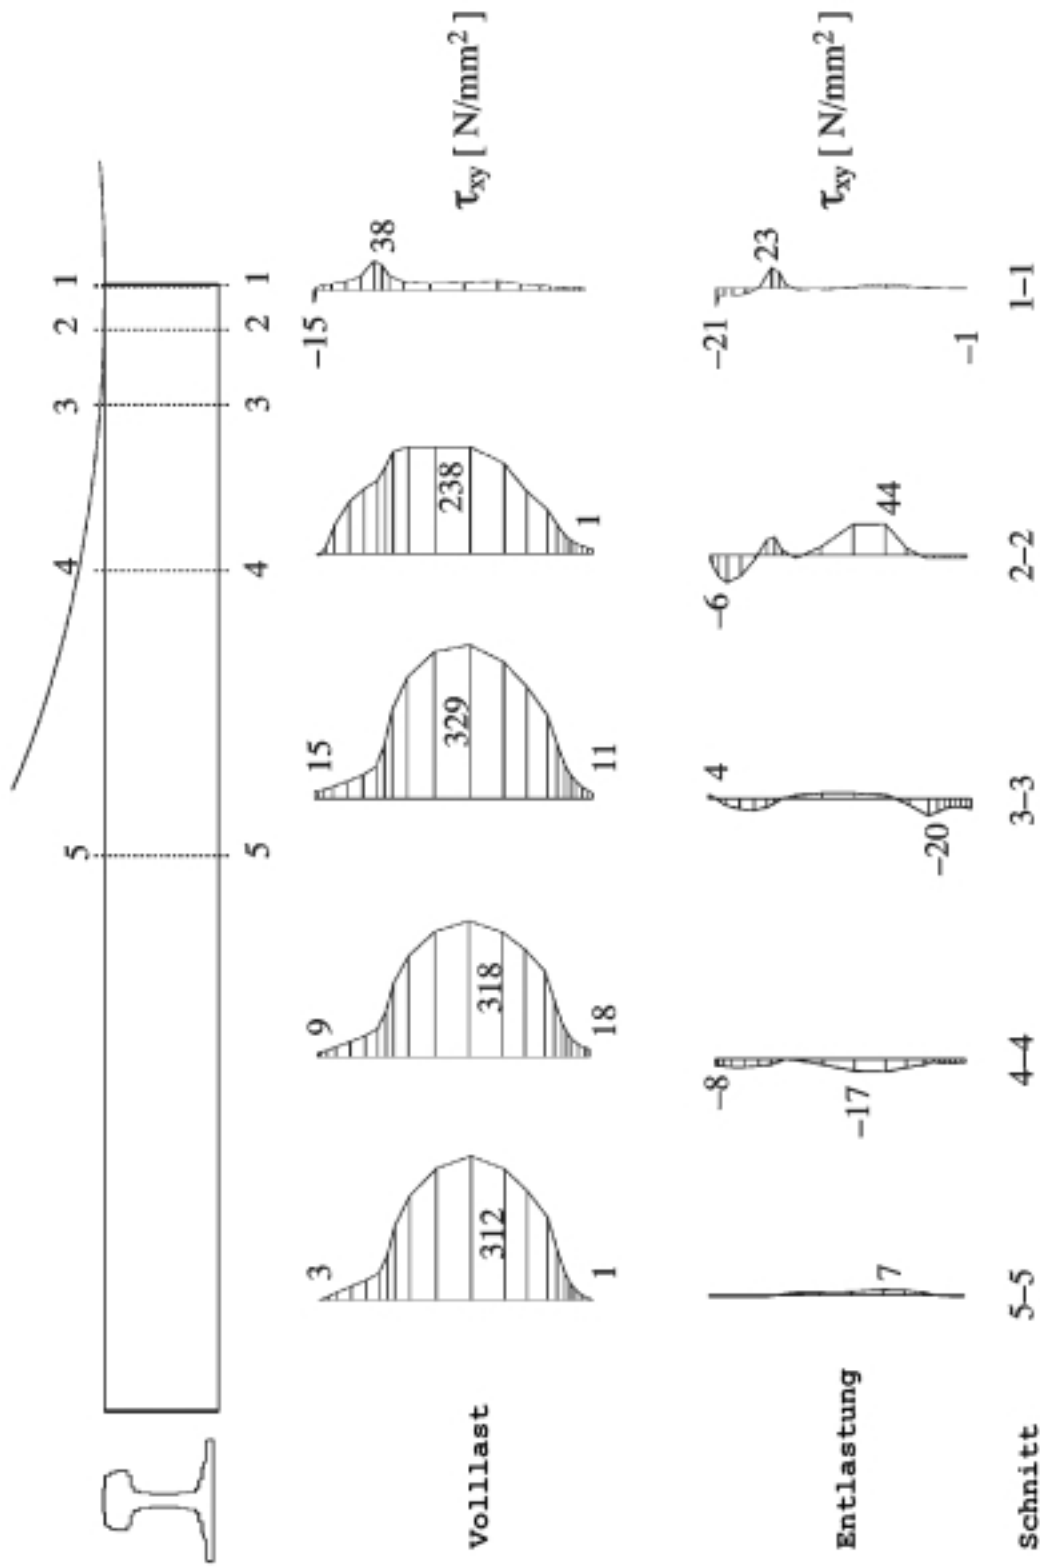 5 4 3 2 1
5 4 3 2 1
Volllast
3 9 15 -15
312 318 329 238 38
1 18 11 1
τxy [ N/mm² ]
Entlastung
-8 4 -6 -21
7 -17 -20 44 23 -1
τxy [ N/mm² ]
Schnitt 5-5 4-4 3-3 2-2 1-1